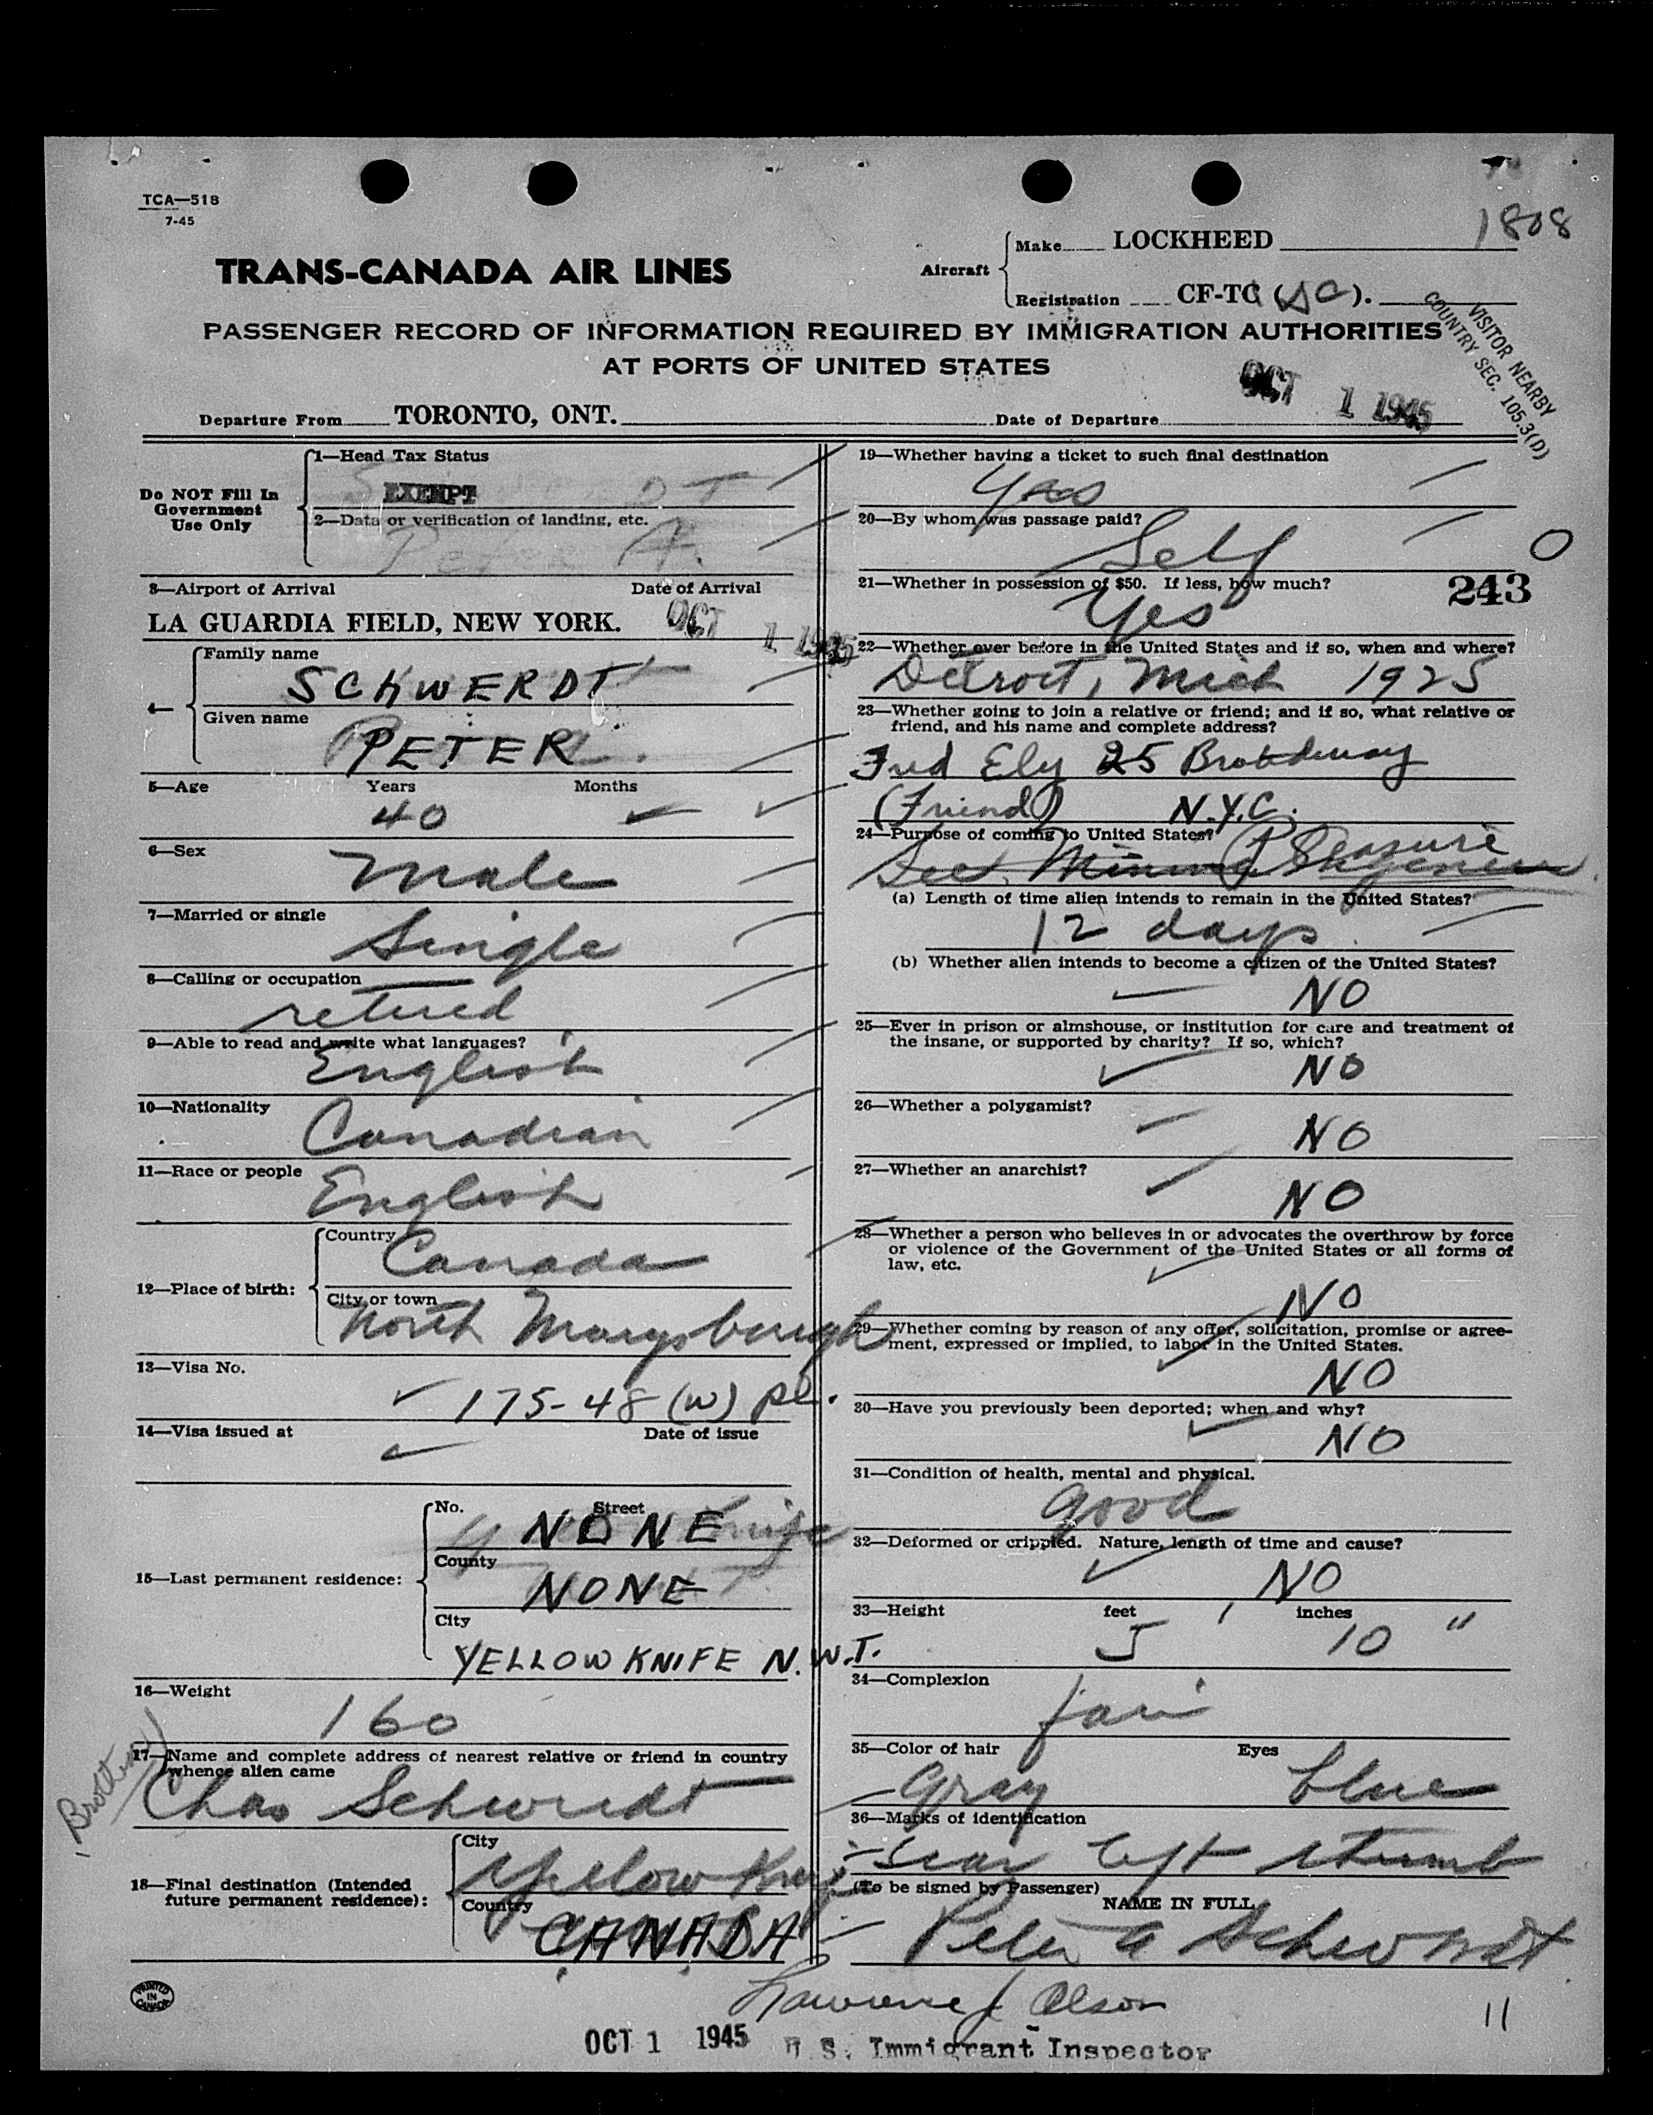 TCA—518
7-45
1808
TRANS-CANADA AIR LINES
Aircraft
Make LOCKHEED
Registration CF-TC (
PASSENGER RECORD OF INFORMATION REQUIRED BY IMMIGRATION AUTHORITIES
AT PORTS OF UNITED STATES
VISITOR NEARBY
COUNTRY SEC. 105.3(D)
Departure From TORONTO, ONT. Date of Departure OCT 1 1945
Do NOT Fill In
Government
Use Only
1—Head Tax Status
EXEMPT
2—Data or verification of landing, etc.
Peter A.
3—Airport of Arrival Date of Arrival
LA GUARDIA FIELD, NEW YORK. OCT 1 1945
Family name
SCHWERDT
4—
Given name
PETER
5—Age Years Months
40
6—Sex
Male
7—Married or single
Single
8—Calling or occupation
retired
9—Able to read and write what languages?
English
10—Nationality
Canadian
11—Race or people
English
12—Place of birth:
Country
Canada
City or town
North Marysburgh
13—Visa No.
175-48 (W) Pl.
14—Visa issued at Date of issue
15—Last permanent residence:
No. Street
NONE
County
NONE
City
YELLOWKNIFE N.W.T.
16—Weight
160
(Brother)
17—Name and complete address of nearest relative or friend in country
whence alien came
Chas Schwerdt
18—Final destination (Intended
future permanent residence):
City
Yellow Knife
Country
CANADA
19—Whether having a ticket to such final destination
Yes
20—By whom was passage paid?
Self
0
21—Whether in possession of $50. If less, how much?
243
Yes
22—Whether ever before in the United States and if so, when and where?
Detroit, Mich 1925
23—Whether going to join a relative or friend; and if so, what relative or
friend, and his name and complete address?
Fred Ely 25 Broadway
(Friend) N.Y.C.
24—Purpose of coming to United States?
Pleasure
(a) Length of time alien intends to remain in the United States?
12 days
(b) Whether alien intends to become a citizen of the United States?
NO
25—Ever in prison or almshouse, or institution for care and treatment of
the insane, or supported by charity? If so, which?
NO
26—Whether a polygamist?
NO
27—Whether an anarchist?
NO
28—Whether a person who believes in or advocates the overthrow by force
or violence of the Government of the United States or all forms of
law, etc.
NO
29—Whether coming by reason of any offer, solicitation, promise or agree-
ment, expressed or implied, to labor in the United States.
NO
30—Have you previously been deported; when and why?
NO
31—Condition of health, mental and physical.
good
32—Deformed or crippled. Nature, length of time and cause?
NO
33—Height feet inches
5 ' 10 "
34—Complexion
fair
35—Color of hair Eyes
Gray blue
36—Marks of identification
Scar left thumb
(To be signed by Passenger)
NAME IN FULL
Peter A Schwerdt
Lawrence J. Olson
OCT 1 1945 U. S. Immigrant Inspector
11
PRINTED IN CANADA